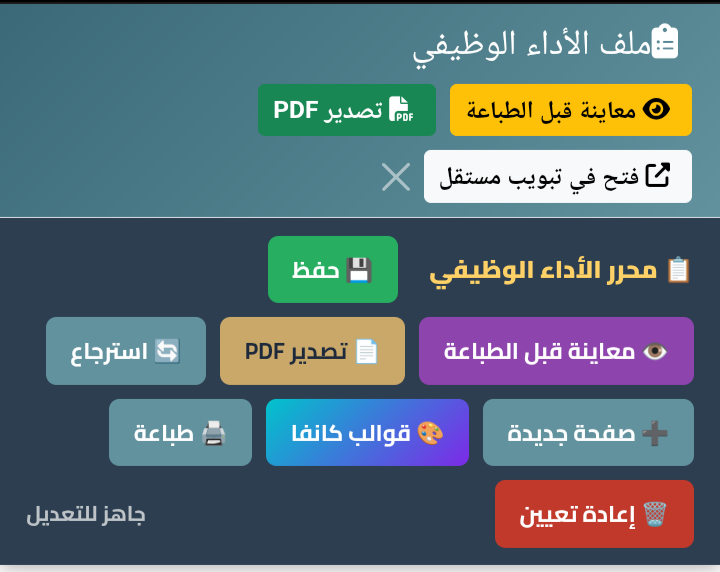 ملف الأداء الوظيفي
معاينة قبل الطباعة تصدير PDF
فتح في تبويب مستقل
محرر الأداء الوظيفي حفظ
معاينة قبل الطباعة تصدير PDF استرجاع
صفحة جديدة قوالب كانفا طباعة
إعادة تعيين جاهز للتعديل